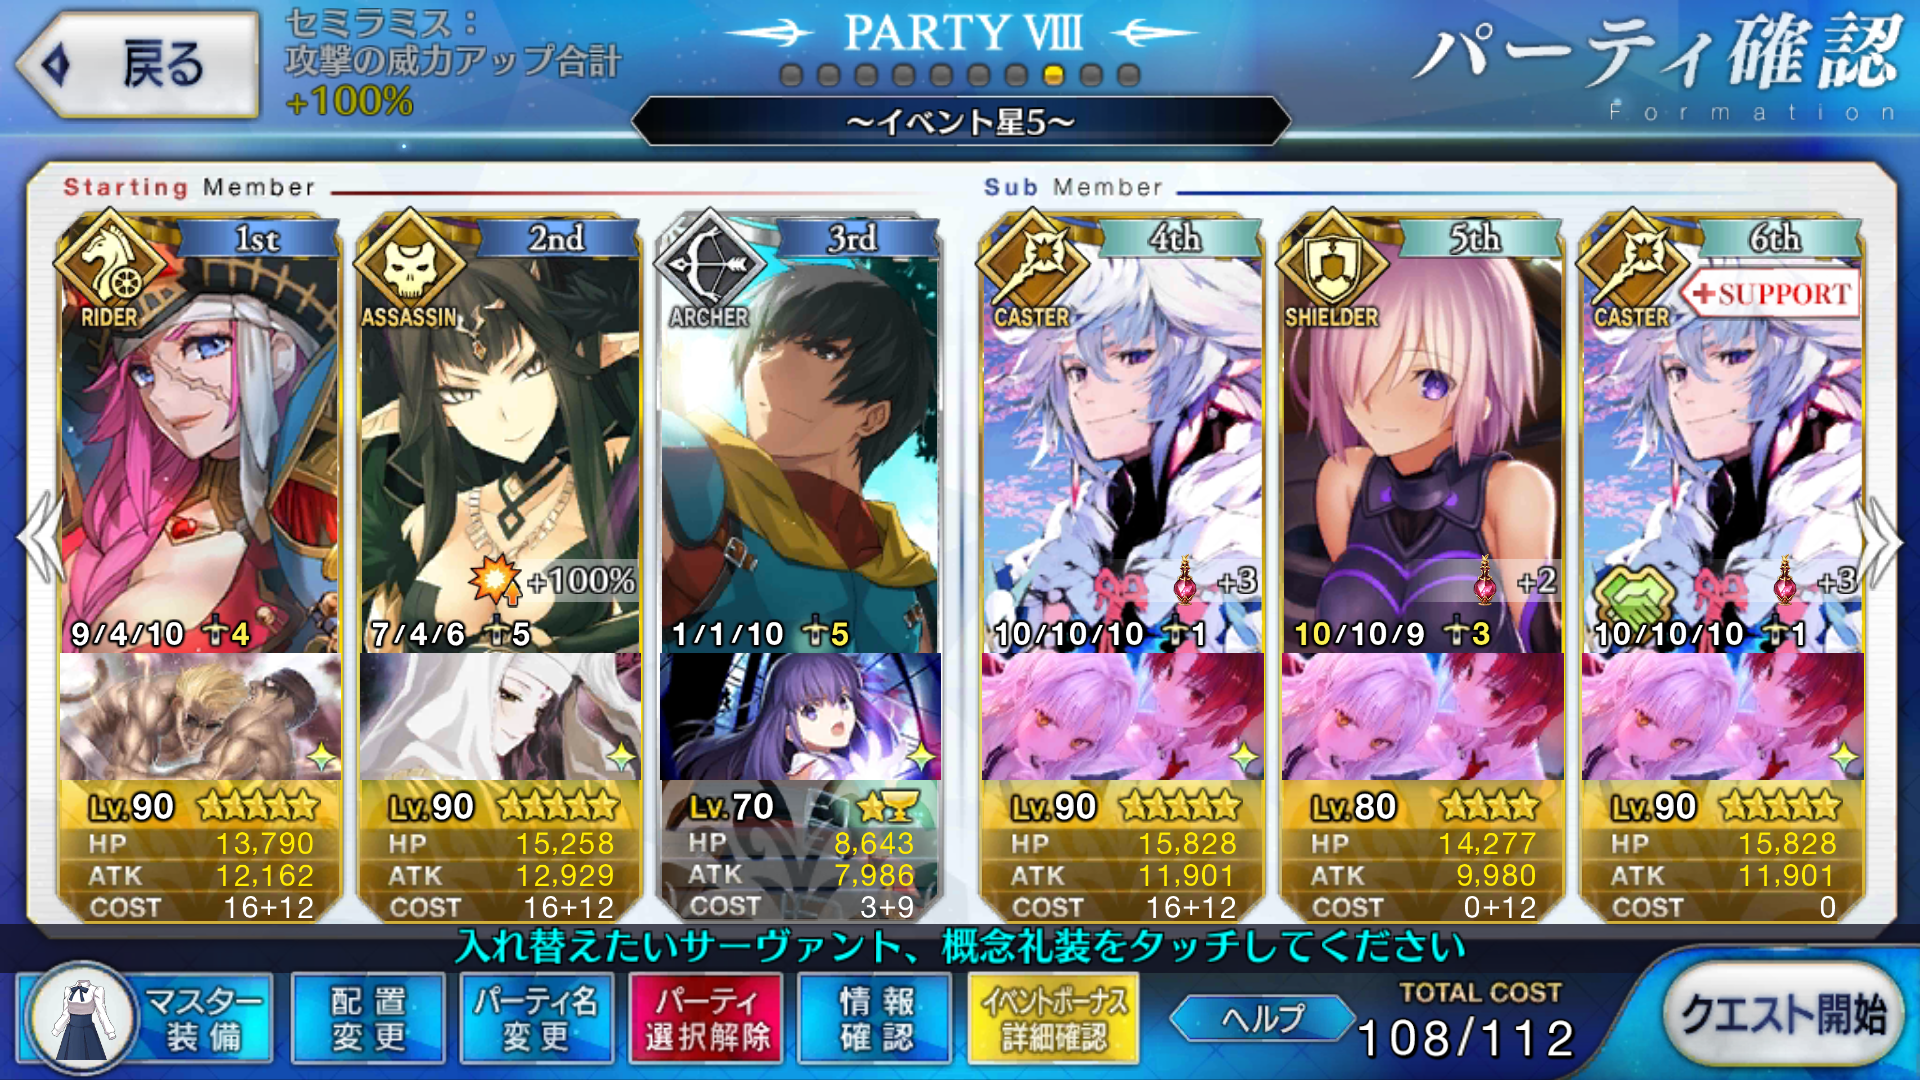 戻る
セミラミス：
攻撃の威力アップ合計
+100%
PARTY Ⅷ
～イベント星5～
パーティ確認
Formation
Starting Member
Sub Member
1st
RIDER
9/4/10 4
Lv.90
HP 13,790
ATK 12,162
COST 16+12
2nd
ASSASSIN
+100%
7/4/6 5
Lv.90
HP 15,258
ATK 12,929
COST 16+12
3rd
ARCHER
1/1/10 5
Lv.70
HP 8,643
ATK 7,986
COST 3+9
4th
CASTER
+3
10/10/10 1
Lv.90
HP 15,828
ATK 11,901
COST 16+12
5th
SHIELDER
+2
10/10/9 3
Lv.80
HP 14,277
ATK 9,980
COST 0+12
6th
+SUPPORT
CASTER
+3
10/10/10 1
Lv.90
HP 15,828
ATK 11,901
COST 0
入れ替えたいサーヴァント、概念礼装をタッチしてください
マスター
装備
配置
変更
パーティ名
変更
パーティ
選択解除
情報
確認
イベントボーナス
詳細確認
ヘルプ
TOTAL COST
108/112
クエスト開始